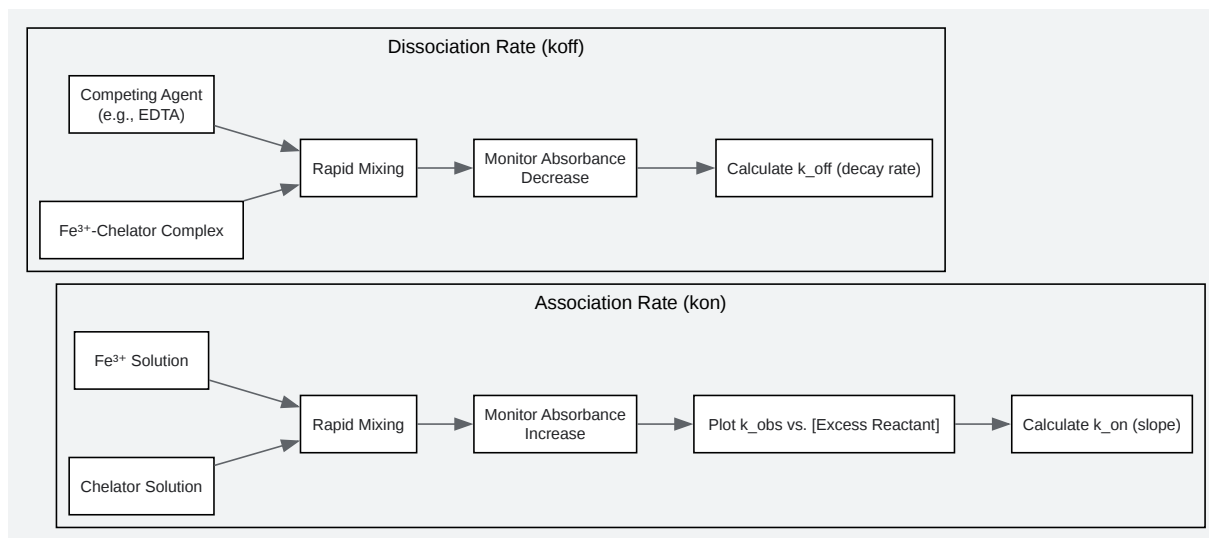 Dissociation Rate (koff)
Competing Agent
(e.g., EDTA)
Fe³⁺-Chelator Complex
Rapid Mixing
Monitor Absorbance
Decrease
Calculate k_off (decay rate)
Association Rate (kon)
Fe³⁺ Solution
Chelator Solution
Rapid Mixing
Monitor Absorbance
Increase
Plot k_obs vs. [Excess Reactant]
Calculate k_on (slope)